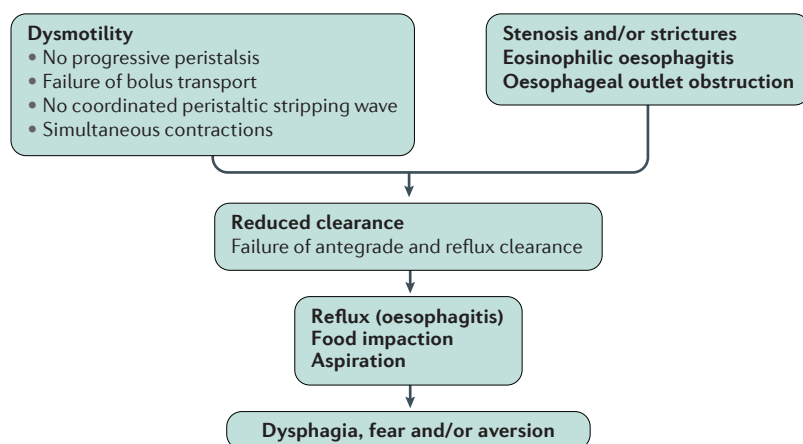 Dysmotility
• No progressive peristalsis
• Failure of bolus transport
• No coordinated peristaltic stripping wave
• Simultaneous contractions
Stenosis and/or strictures
Eosinophilic oesophagitis
Oesophageal outlet obstruction
Reduced clearance
Failure of antegrade and reflux clearance
Reflux (oesophagitis)
Food impaction
Aspiration
Dysphagia, fear and/or aversion